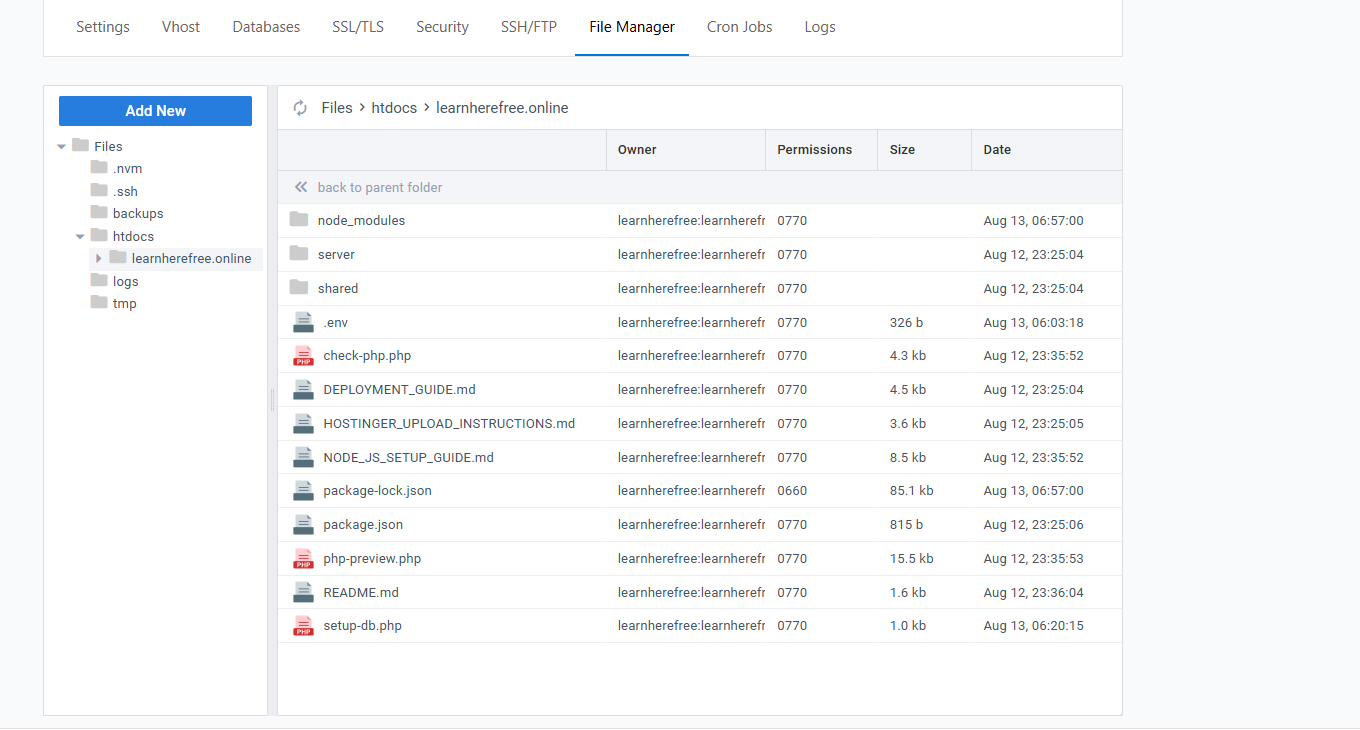 Settings Vhost Databases SSL/TLS Security SSH/FTP File Manager Cron Jobs Logs
Add New
Files
.nvm
.ssh
backups
htdocs
learnherefree.online
logs
tmp
Files > htdocs > learnherefree.online
Owner Permissions Size Date
back to parent folder
node_modules learnherefree:learnherefr 0770 Aug 13, 06:57:00
server learnherefree:learnherefr 0770 Aug 12, 23:25:04
shared learnherefree:learnherefr 0770 Aug 12, 23:25:04
.env learnherefree:learnherefr 0770 326 b Aug 13, 06:03:18
PHP check-php.php learnherefree:learnherefr 0770 4.3 kb Aug 12, 23:35:52
DEPLOYMENT_GUIDE.md learnherefree:learnherefr 0770 4.5 kb Aug 12, 23:25:04
HOSTINGER_UPLOAD_INSTRUCTIONS.md learnherefree:learnherefr 0770 3.6 kb Aug 12, 23:25:05
NODE_JS_SETUP_GUIDE.md learnherefree:learnherefr 0770 8.5 kb Aug 12, 23:35:52
package-lock.json learnherefree:learnherefr 0660 85.1 kb Aug 13, 06:57:00
package.json learnherefree:learnherefr 0770 815 b Aug 12, 23:25:06
PHP php-preview.php learnherefree:learnherefr 0770 15.5 kb Aug 12, 23:35:53
README.md learnherefree:learnherefr 0770 1.6 kb Aug 12, 23:36:04
PHP setup-db.php learnherefree:learnherefr 0770 1.0 kb Aug 13, 06:20:15